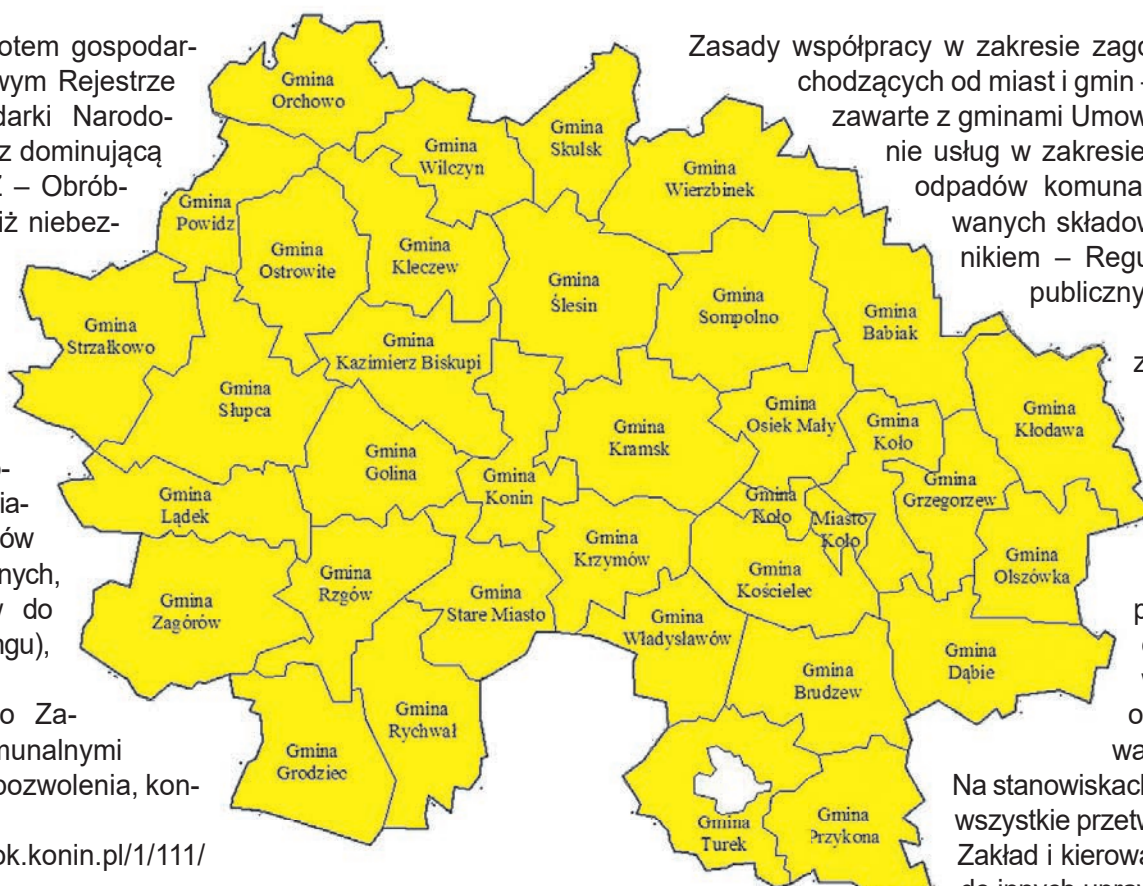 otem gospodar-
wym Rejestrze
darki Narodo-
z dominującą
– Obrób-
iż niebez-
o-
ia-
ów
nych,
do
ngu),
o Za-
munalnymi
pozwolenia, kon-
ok.konin.pl/1/111/
Gmina
Orchowo
Gmina
Wilczyn
Gmina
Skulsk
Gmina
Wierzbinek
Gmina
Powidz
Gmina
Ostrowite
Gmina
Kleczew
Gmina
Ślesin
Gmina
Sompolno
Gmina
Babiak
Gmina
Strzałkowo
Gmina
Kazimierz Biskupi
Gmina
Słupca
Gmina
Golina
Gmina
Konin
Gmina
Kramsk
Gmina
Osiek Mały
Gmina
Koło
Gmina
Kłodawa
Gmina
Grzegorzew
Gmina
Lądek
Gmina
Koło
Miasto
Koło
Gmina
Krzymów
Gmina
Kościelec
Gmina
Olszówka
Gmina
Zagórów
Gmina
Rzgów
Gmina
Stare Miasto
Gmina
Władysławów
Gmina
Dąbie
Gmina
Brudzew
Gmina
Rychwał
Gmina
Grodziec
Gmina
Turek
Gmina
Przykona
Zasady współpracy w zakresie zago
chodzących od miast i gmin -
zawarte z gminami Umow
nie usług w zakresie
odpadów komuna
wanych składow
nikiem – Regu
publiczny
z
p
o
wa
Na stanowiskach
wszystkie przetw
Zakład i kierowa